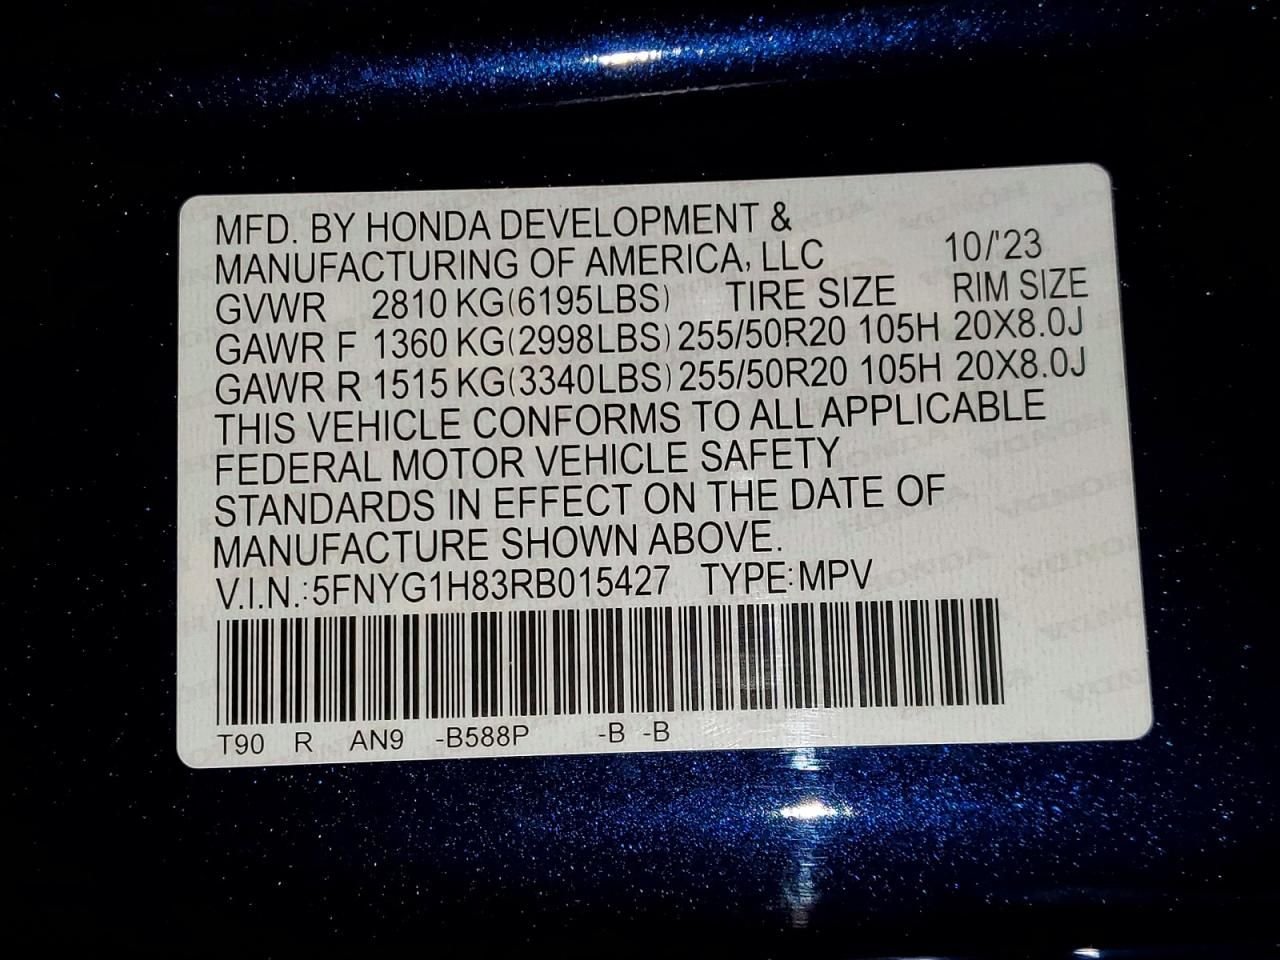 MFD. BY HONDA DEVELOPMENT &
MANUFACTURING OF AMERICA, LLC 10/'23
GVWR 2810 KG(6195LBS) TIRE SIZE RIM SIZE
GAWR F 1360 KG(2998LBS) 255/50R20 105H 20X8.0J
GAWR R 1515 KG(3340LBS) 255/50R20 105H 20X8.0J
THIS VEHICLE CONFORMS TO ALL APPLICABLE
FEDERAL MOTOR VEHICLE SAFETY
STANDARDS IN EFFECT ON THE DATE OF
MANUFACTURE SHOWN ABOVE.
V.I.N.:5FNYG1H83RB015427 TYPE:MPV
T90 R AN9 -B588P -B -B